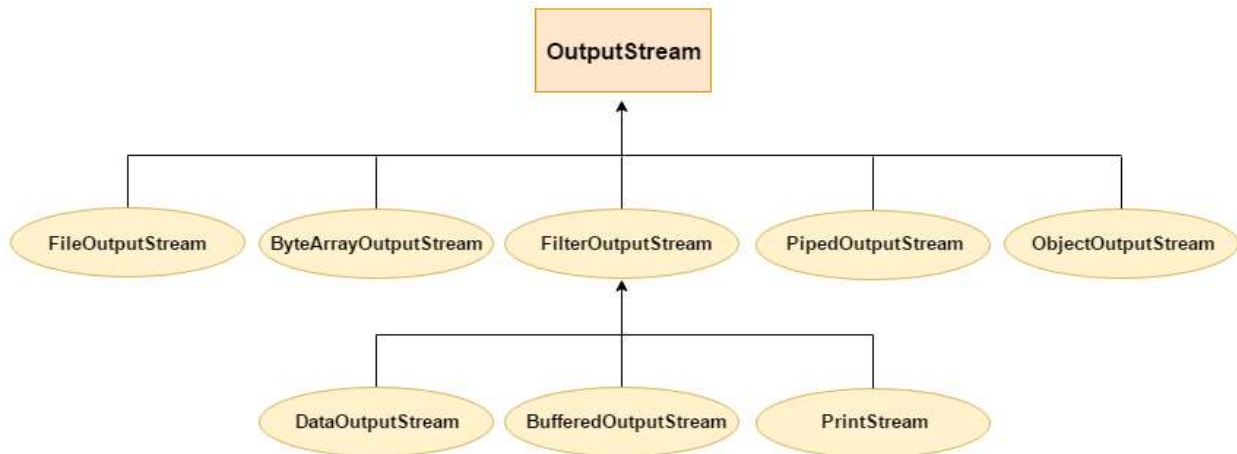 OutputStream
FileOutputStream
ByteArrayOutputStream
FilterOutputStream
PipedOutputStream
ObjectOutputStream
DataOutputStream
BufferedOutputStream
PrintStream